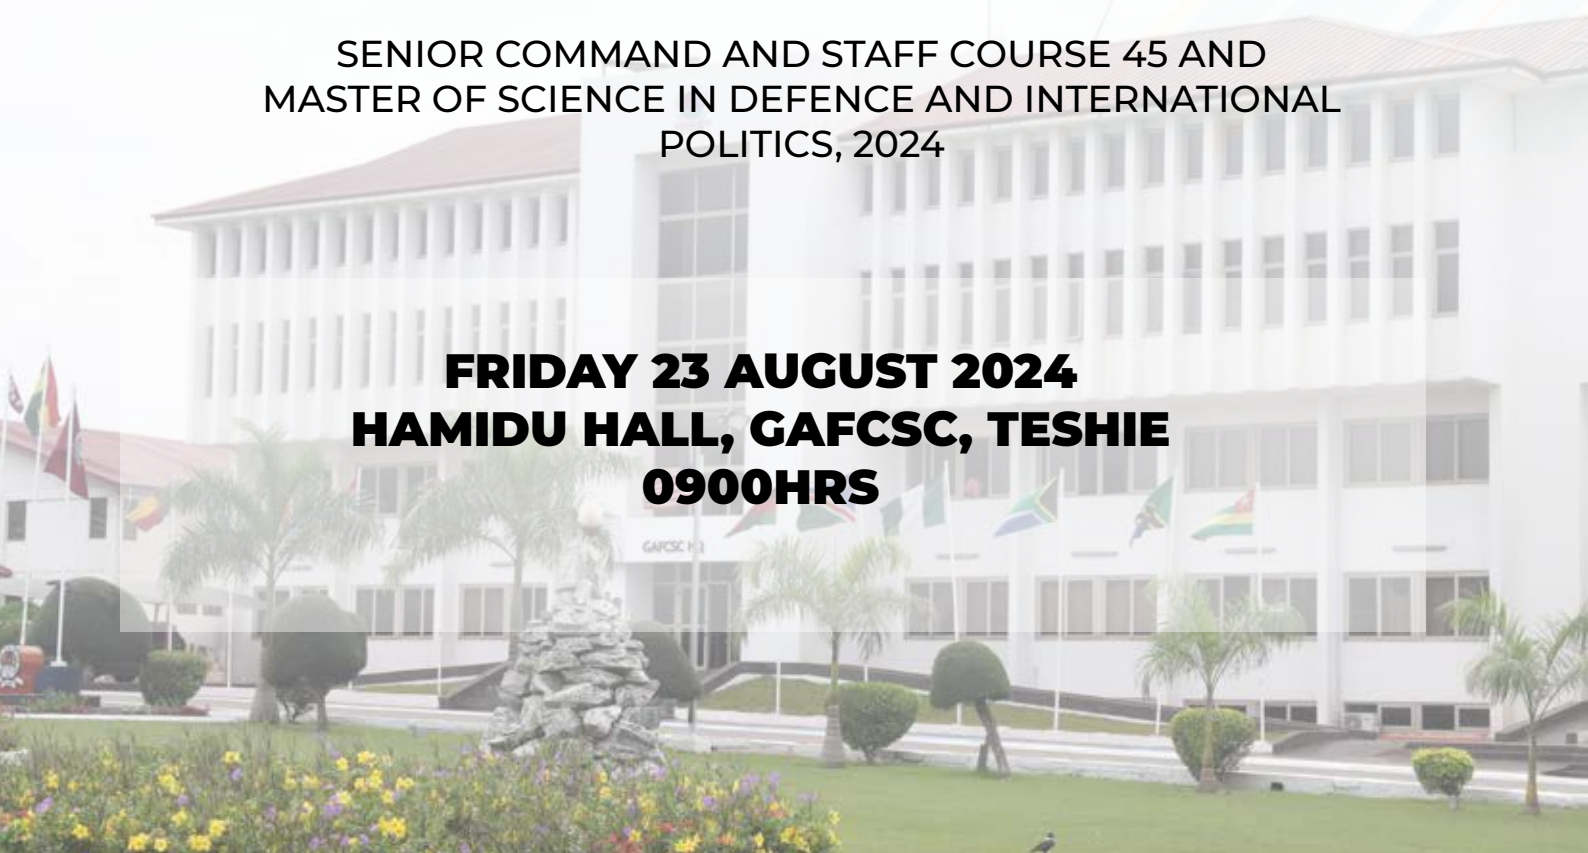 SENIOR COMMAND AND STAFF COURSE 45 AND
MASTER OF SCIENCE IN DEFENCE AND INTERNATIONAL
POLITICS, 2024
FRIDAY 23 AUGUST 2024
HAMIDU HALL, GAFCSC, TESHIE
0900HRS
GAFCSC